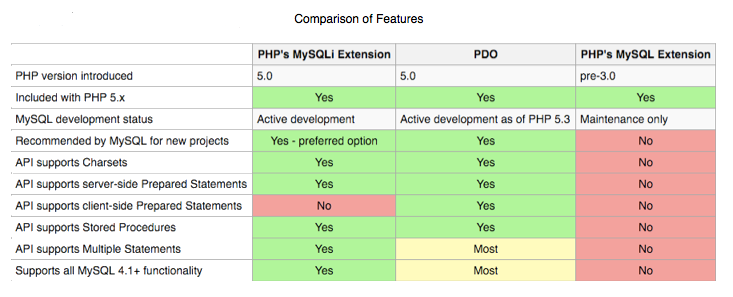 Comparison of Features
PHP's MySQLi Extension PDO PHP's MySQL Extension
PHP version introduced 5.0 5.0 pre-3.0
Included with PHP 5.x Yes Yes Yes
MySQL development status Active development Active development as of PHP 5.3 Maintenance only
Recommended by MySQL for new projects Yes - preferred option Yes No
API supports Charsets Yes Yes No
API supports server-side Prepared Statements Yes Yes No
API supports client-side Prepared Statements No Yes No
API supports Stored Procedures Yes Yes No
API supports Multiple Statements Yes Most No
Supports all MySQL 4.1+ functionality Yes Most No